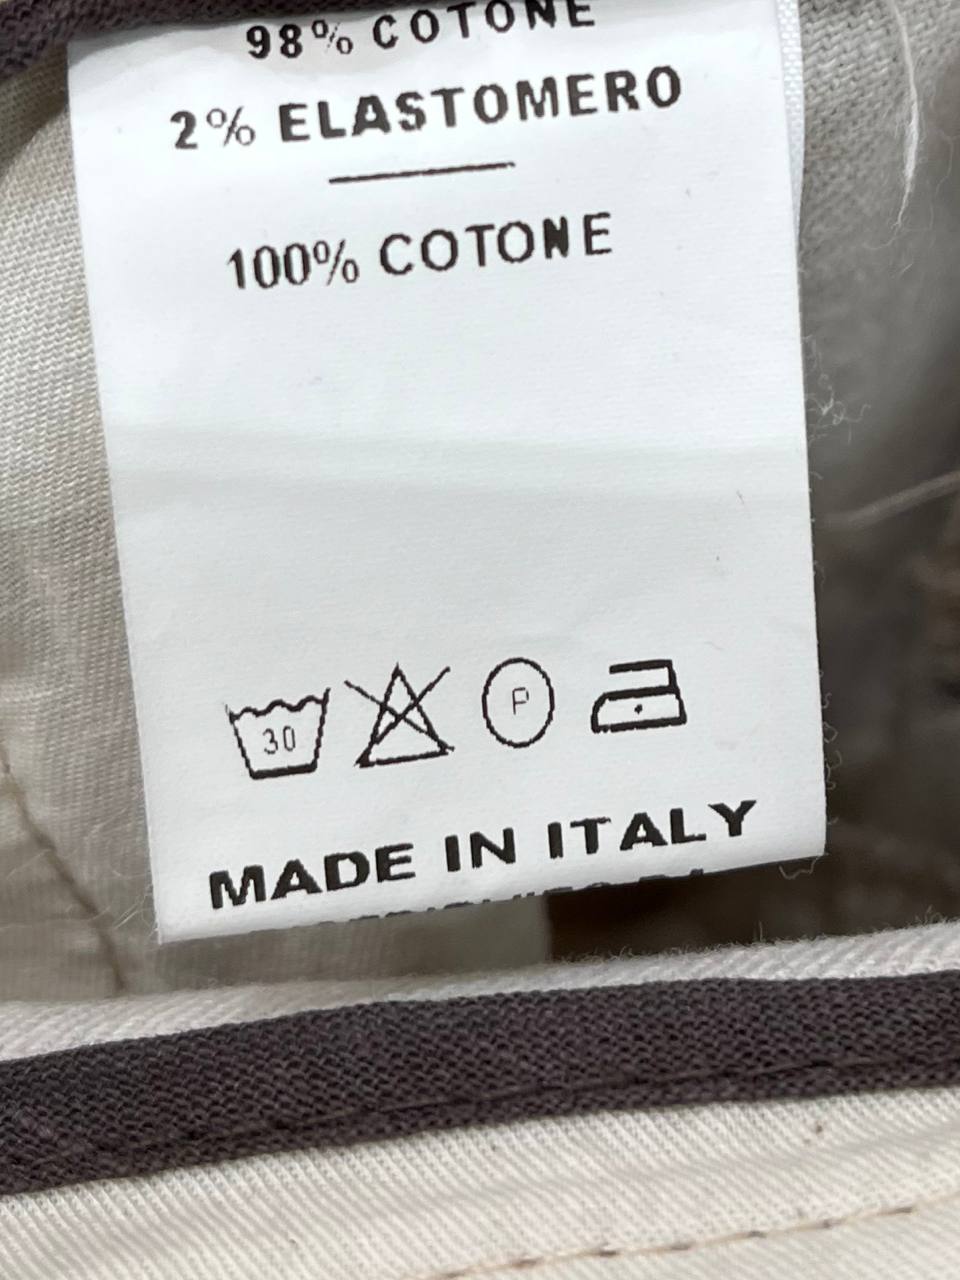 98% COTONE
2% ELASTOMERO
100% COTONE
30
P
MADE IN ITALY